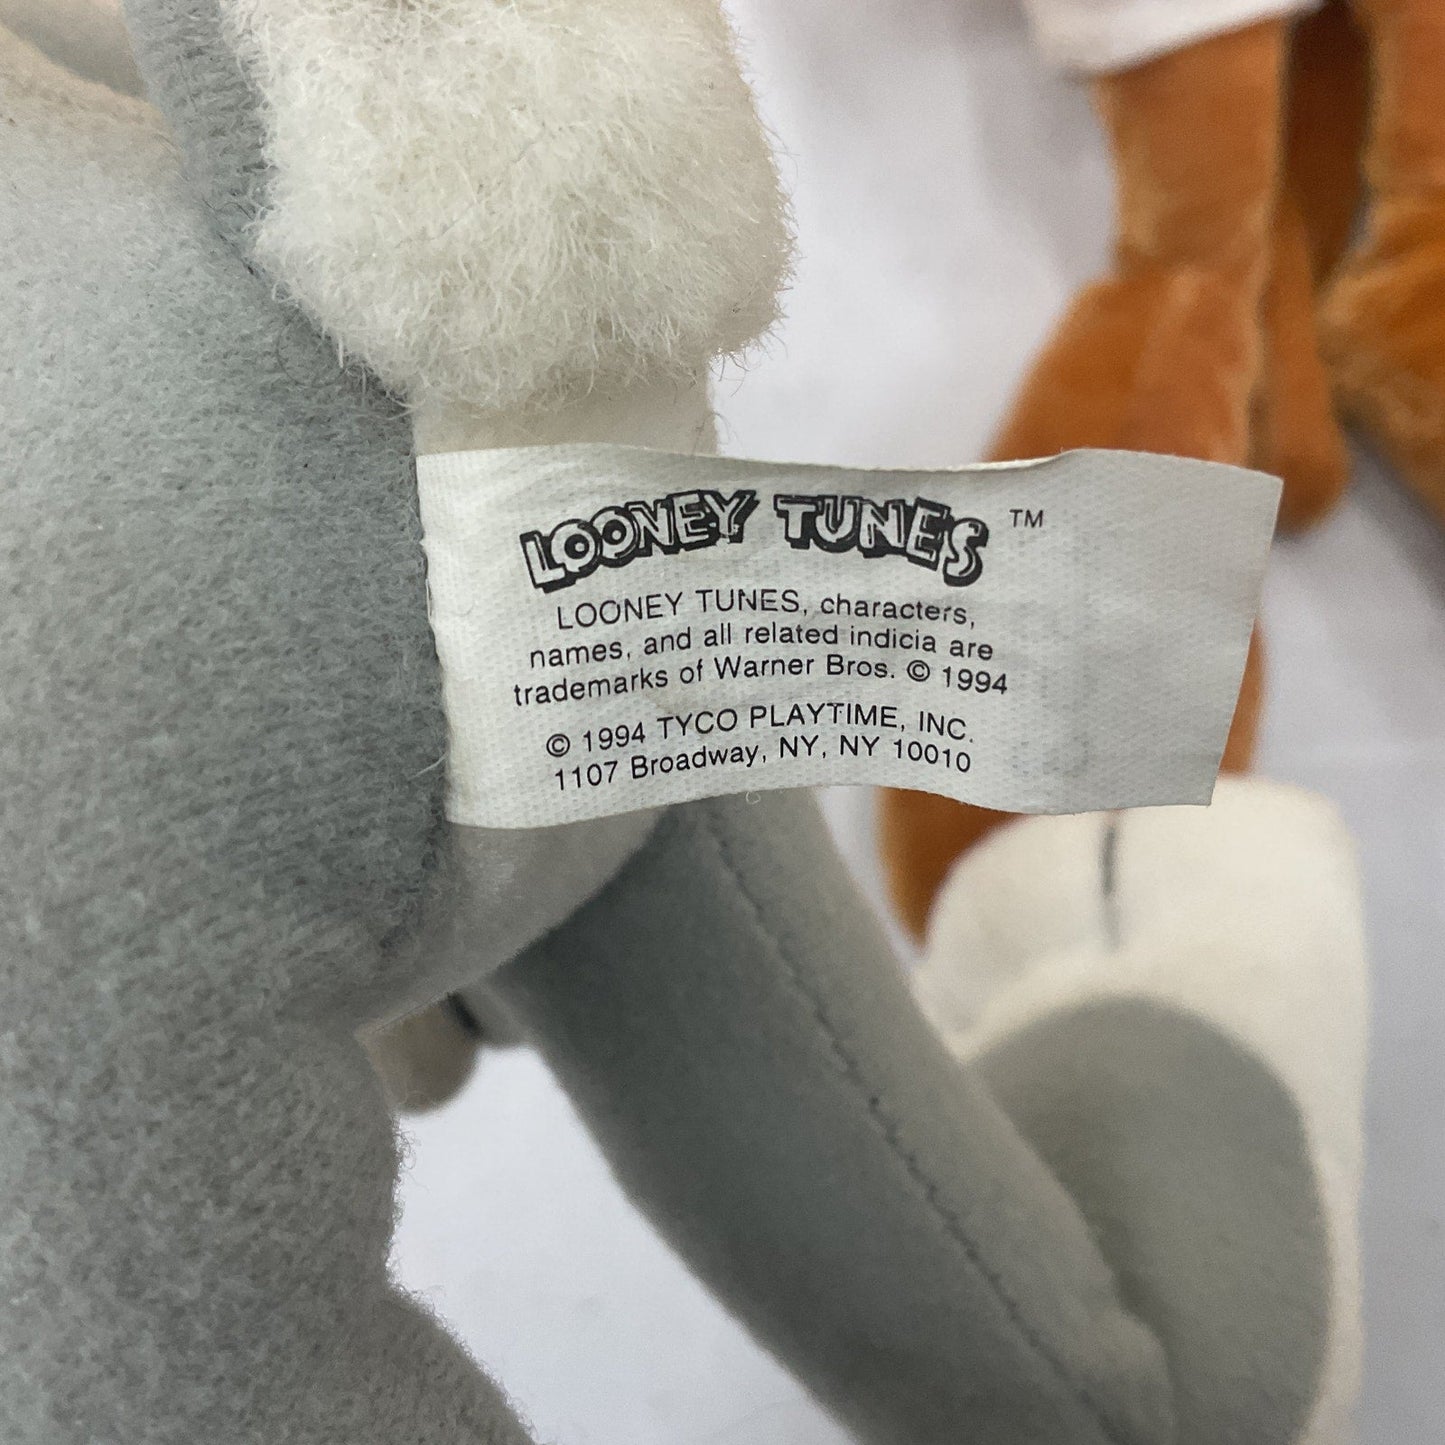 LOONEY TUNES ™
LOONEY TUNES, characters,
names, and all related indicia are
trademarks of Warner Bros. © 1994
© 1994 TYCO PLAYTIME, INC.
1107 Broadway, NY, NY 10010